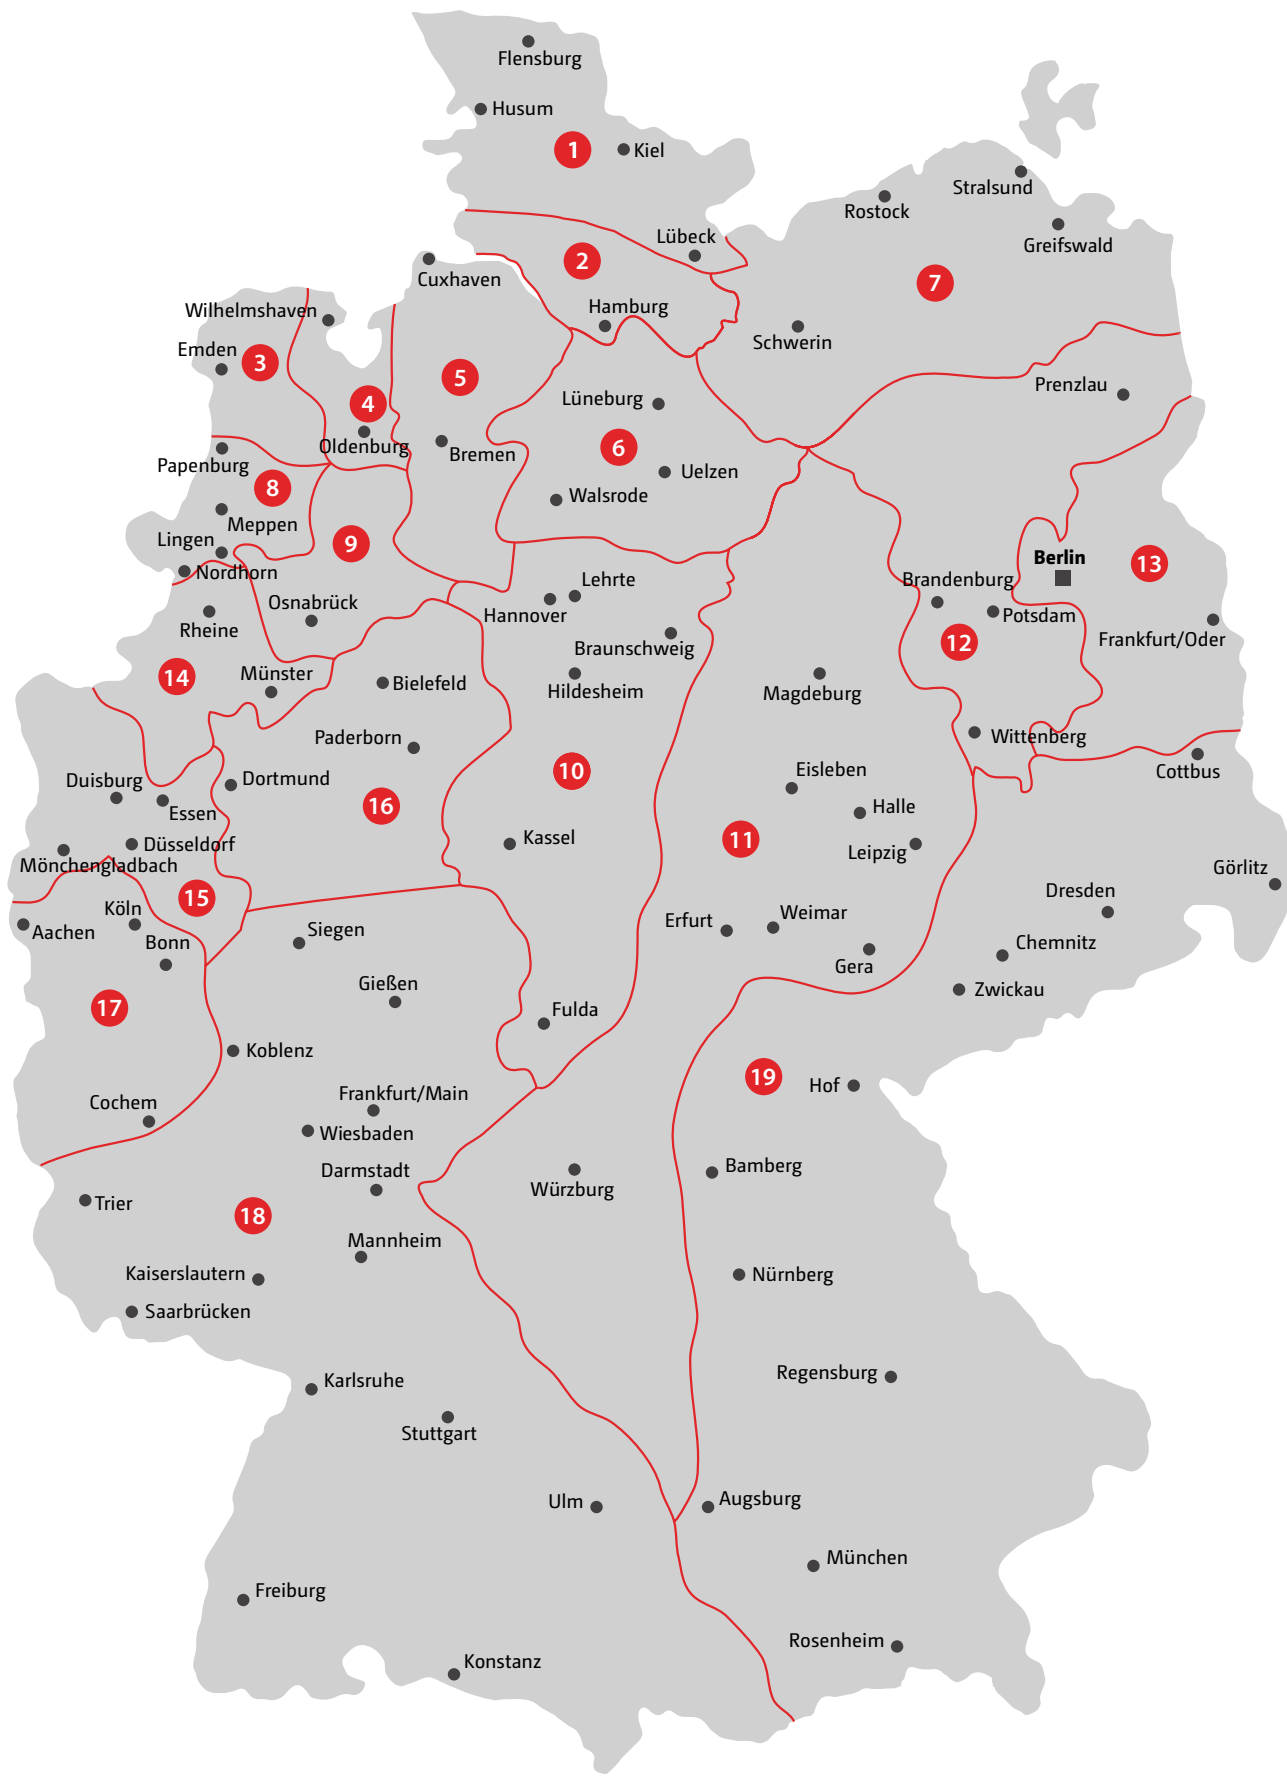 Flensburg
Husum
1
Kiel
Stralsund
Rostock
Greifswald
Lübeck
2
Cuxhaven
7
Wilhelmshaven
Hamburg
Schwerin
Emden
3
5
Prenzlau
4
Lüneburg
Oldenburg
6
Bremen
Papenburg
Uelzen
8
Walsrode
Meppen
Lingen
9
Berlin
13
Nordhorn
Lehrte
Brandenburg
Osnabrück
Hannover
Potsdam
Rheine
Braunschweig
12
Frankfurt/Oder
14
Münster
Bielefeld
Hildesheim
Magdeburg
Paderborn
Wittenberg
10
Eisleben
Cottbus
Duisburg
Dortmund
16
Halle
Essen
Düsseldorf
Kassel
11
Leipzig
Mönchengladbach
Görlitz
15
Dresden
Köln
Weimar
Aachen
Siegen
Erfurt
Bonn
Chemnitz
Gera
Gießen
Zwickau
17
Fulda
Koblenz
19
Hof
Frankfurt/Main
Cochem
Wiesbaden
Darmstadt
Bamberg
Würzburg
Trier
18
Mannheim
Kaiserslautern
Nürnberg
Saarbrücken
Regensburg
Karlsruhe
Stuttgart
Ulm
Augsburg
München
Freiburg
Rosenheim
Konstanz